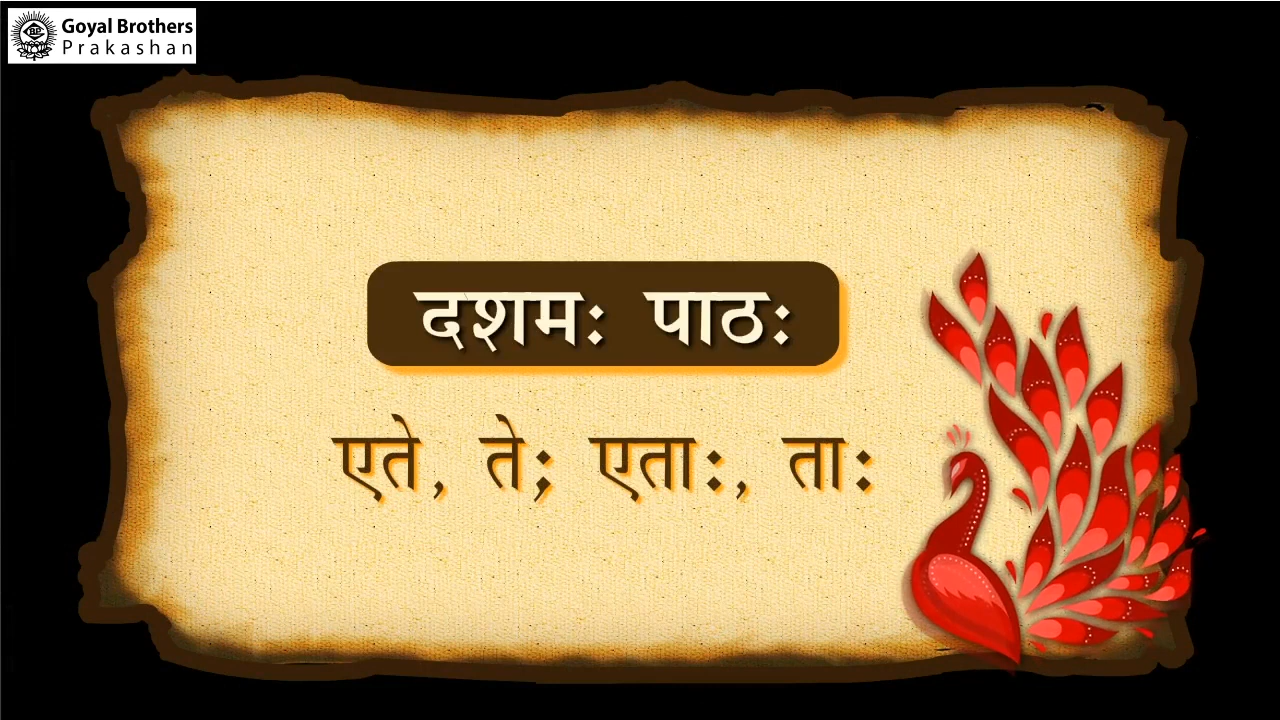 Goyal Brothers
Prakashan
दशमः पाठः
एते, ते; एताः, ताः